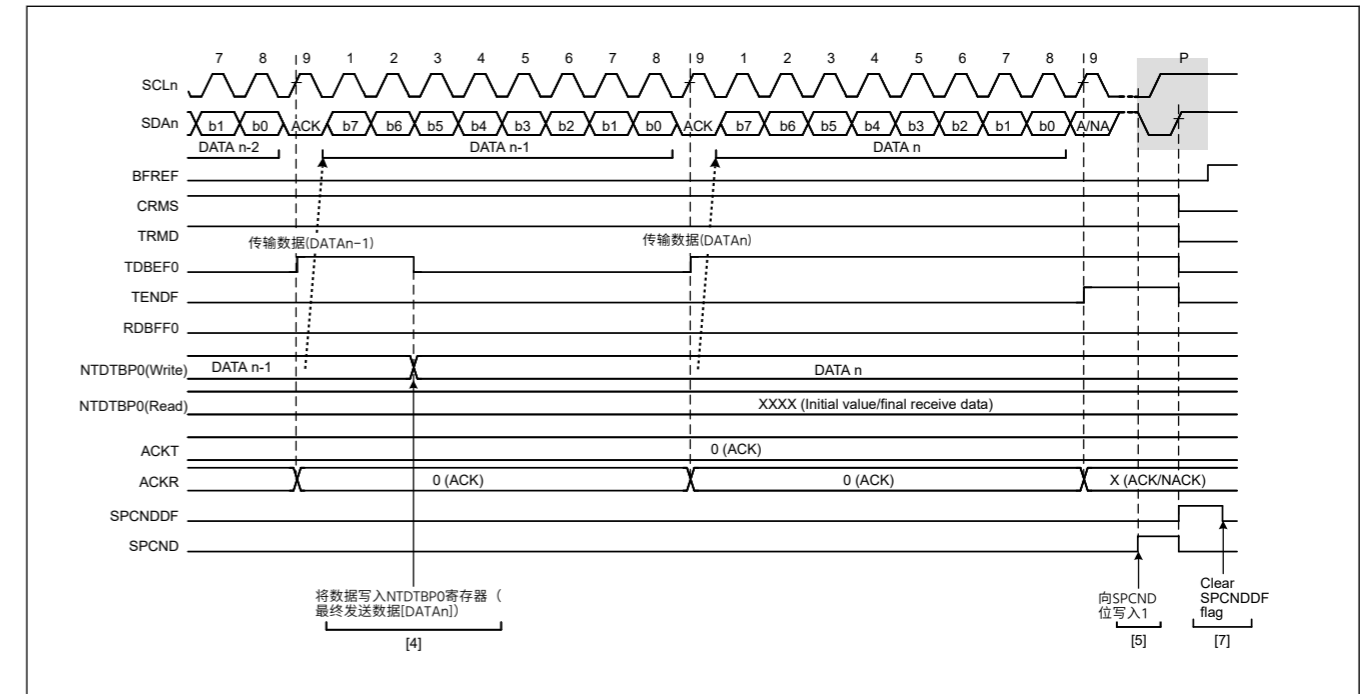 7 8 9 1 2 3 4 5 6 7 8 9 1 2 3 4 5 6 7 8 9 P
SCLn
SDAn b1 b0 ACK b7 b6 b5 b4 b3 b2 b1 b0 ACK b7 b6 b5 b4 b3 b2 b1 b0 A/NA
DATA n-2 DATA n-1 DATA n
BFREF
CRMS
TRMD
传输数据(DATAn-1) 传输数据(DATAn)
TDBEF0
TENDF
RDBFF0
NTDTBP0(Write) DATA n-1 DATA n
NTDTBP0(Read) XXXX (Initial value/final receive data)
ACKT 0 (ACK)
ACKR 0 (ACK) 0 (ACK) X (ACK/NACK)
SPCNDDF
SPCND
将数据写入NTDTBP0寄存器（
最终发送数据[DATAn]）
[4]
向SPCND
位写入1
[5]
Clear
SPCNDDF
flag
[7]